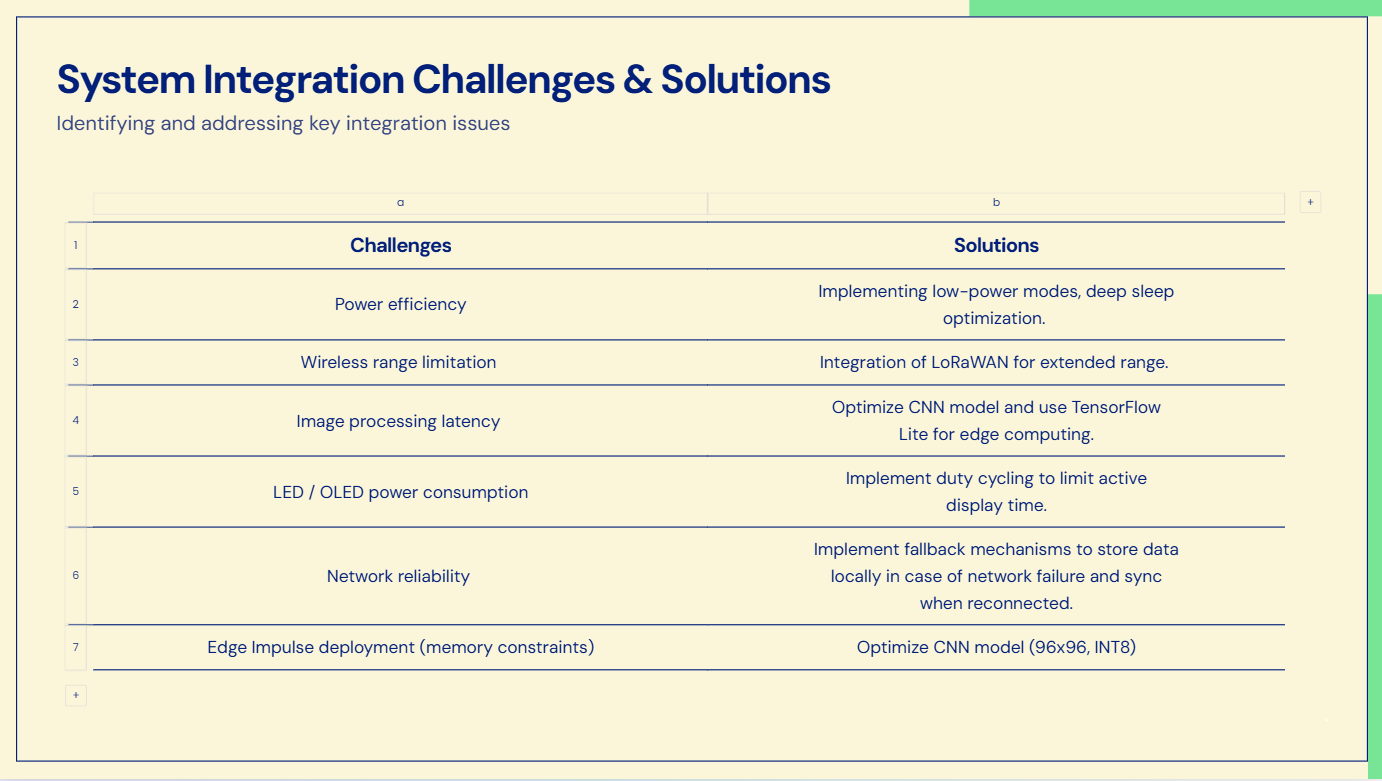 System Integration Challenges & Solutions
Identifying and addressing key integration issues
a
b
+
1
Challenges
Solutions
2
Power efficiency
Implementing low-power modes, deep sleep
optimization.
3
Wireless range limitation
Integration of LoRaWAN for extended range.
4
Image processing latency
Optimize CNN model and use TensorFlow
Lite for edge computing.
5
LED / OLED power consumption
Implement duty cycling to limit active
display time.
6
Network reliability
Implement fallback mechanisms to store data
locally in case of network failure and sync
when reconnected.
7
Edge Impulse deployment (memory constraints)
Optimize CNN model (96x96, INT8)
+